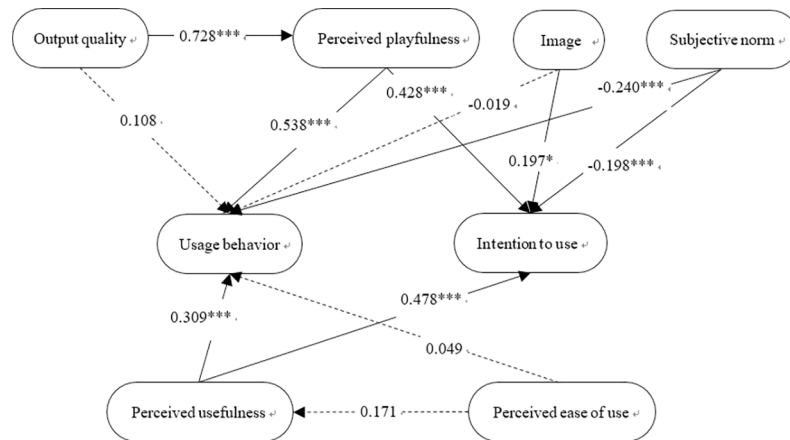 Output quality
0.728***
Perceived playfulness
Image
Subjective norm
0.428***
-0.240***
-0.019
0.108
0.538***
0.197*
-0.198***
Usage behavior
Intention to use
0.478***
0.309***
0.049
Perceived usefulness
0.171
Perceived ease of use